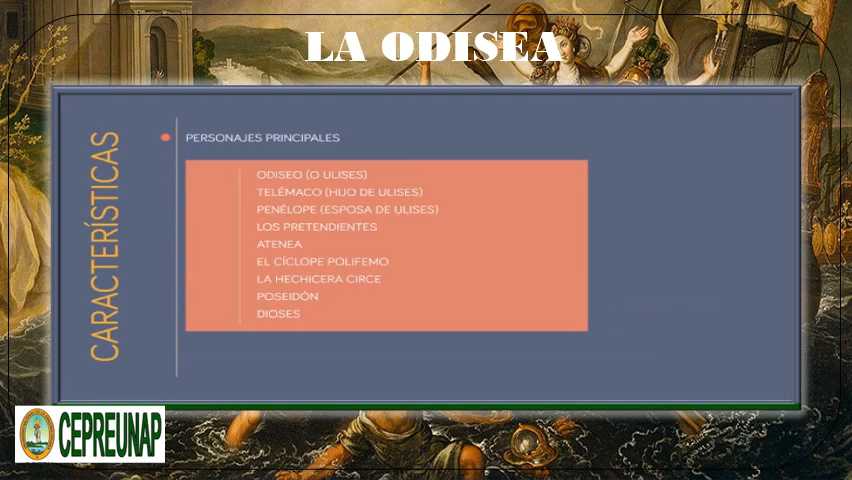 LA ODISEA
CARACTERÍSTICAS
PERSONAJES PRINCIPALES
ODISEO (O ULISES)
TELÉMACO (HIJO DE ULISES)
PENÉLOPE (ESPOSA DE ULISES)
LOS PRETENDIENTES
ATENEA
EL CÍCLOPE POLIFEMO
LA HECHICERA CIRCE
POSEIDÓN
DIOSES
CEPREUNAP